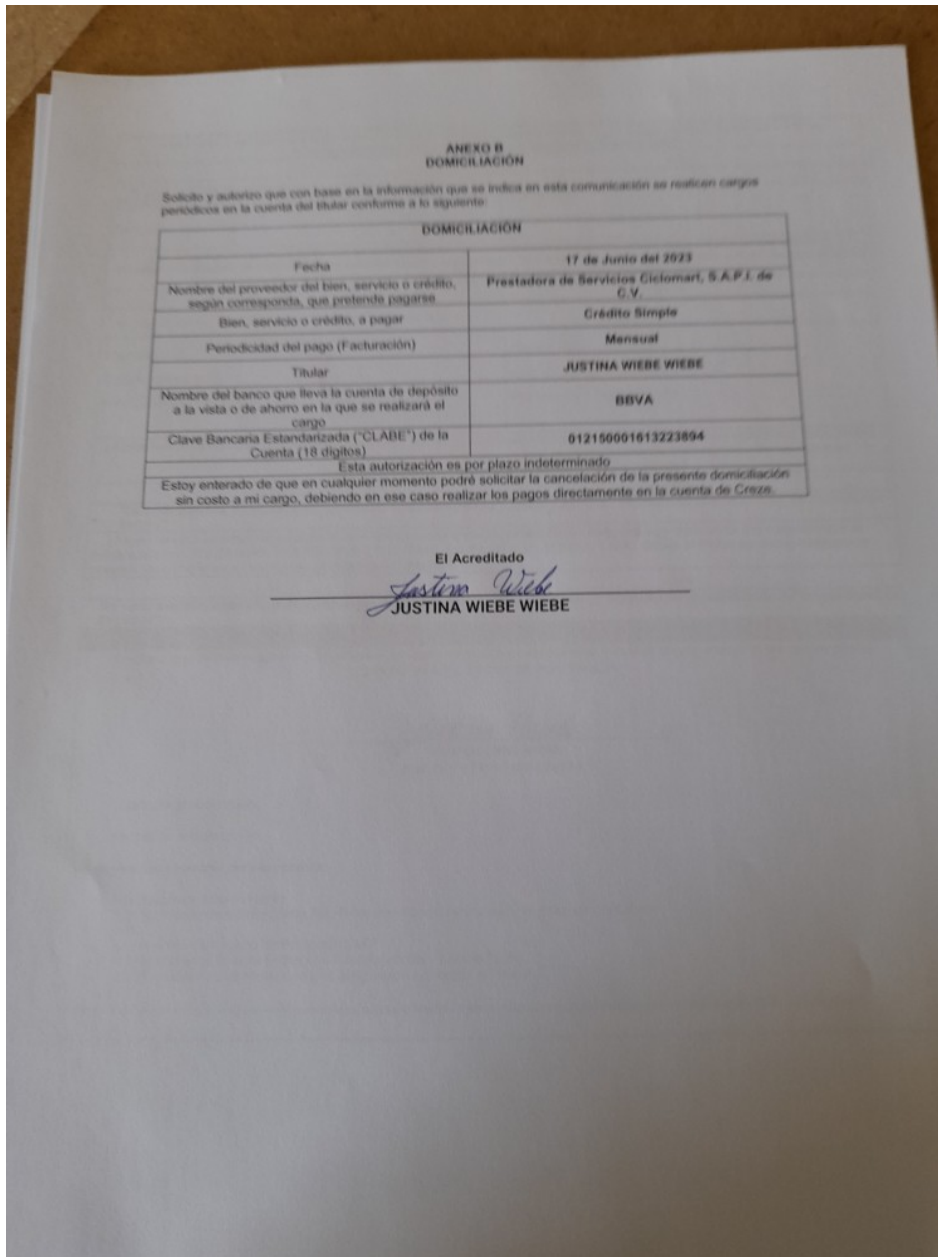 ANEXO B
DOMICILIACIÓN
Solicito y autorizo que con base en la información que se indica en esta comunicación se realicen cargos
periódicos en la cuenta del titular conforme a lo siguiente:
DOMICILIACIÓN
Fecha
17 de Junio del 2023
Nombre del proveedor del bien, servicio o crédito,
según corresponda, que pretende pagarse
Prestadora de Servicios Ciclomart, S.A.P.I. de
C.V.
Bien, servicio o crédito, a pagar
Crédito Simple
Periodicidad del pago (Facturación)
Mensual
Titular
JUSTINA WIEBE WIEBE
Nombre del banco que lleva la cuenta de depósito
a la vista o de ahorro en la que se realizará el
cargo
BBVA
Clave Bancaria Estandarizada ("CLABE") de la
Cuenta (18 dígitos)
012150001613223894
Esta autorización es por plazo indeterminado
Estoy enterado de que en cualquier momento podré solicitar la cancelación de la presente domiciliación
sin costo a mi cargo, debiendo en ese caso realizar los pagos directamente en la cuenta de Creze.
El Acreditado
Justina Wiebe
JUSTINA WIEBE WIEBE